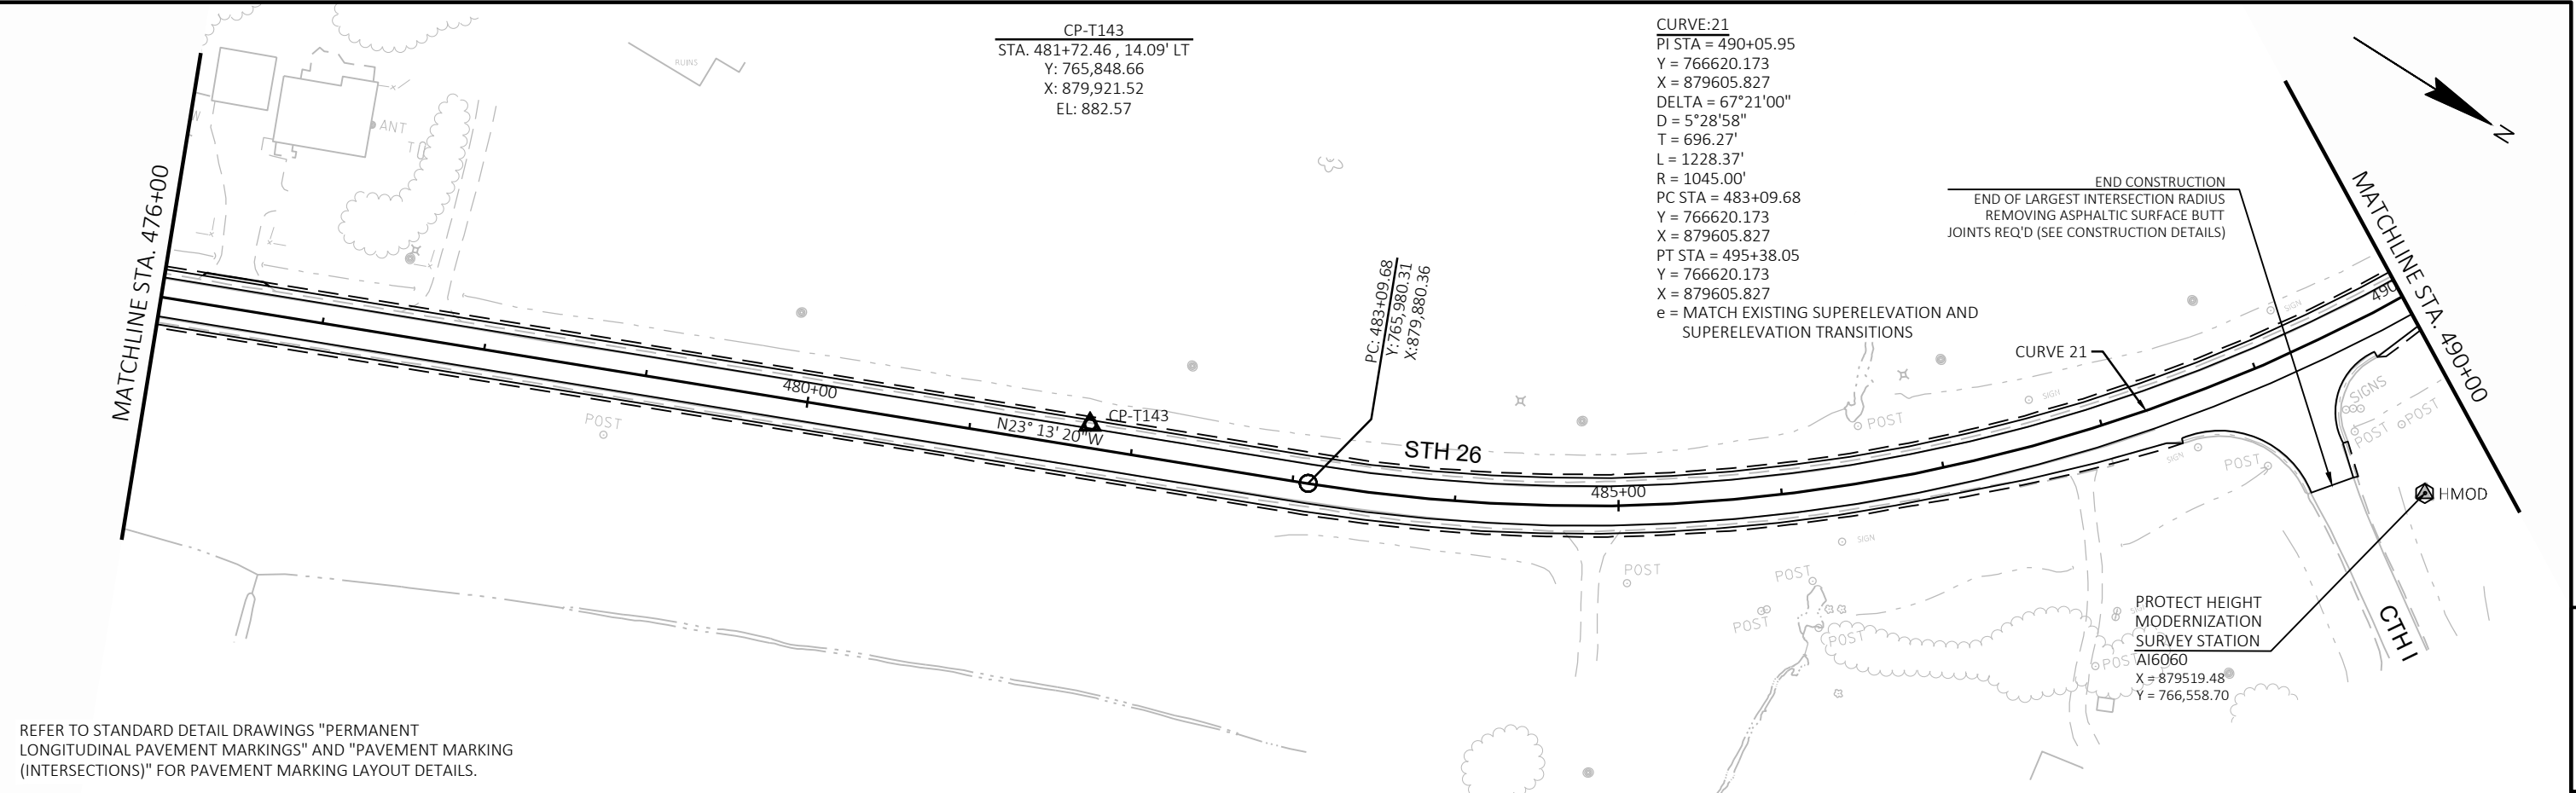 CP-T143
STA. 481+72.46 , 14.09' LT
Y: 765,848.66
X: 879,921.52
EL: 882.57
CURVE:21
PI STA = 490+05.95
Y = 766620.173
X = 879605.827
DELTA = 67°21'00"
D = 5°28'58"
T = 696.27'
L = 1228.37'
R = 1045.00'
PC STA = 483+09.68
Y = 766620.173
X = 879605.827
PT STA = 495+38.05
Y = 766620.173
X = 879605.827
e = MATCH EXISTING SUPERELEVATION AND
SUPERELEVATION TRANSITIONS
N
RUINS
W
ANT
T
MATCHLINE STA. 476+00
END CONSTRUCTION
END OF LARGEST INTERSECTION RADIUS
REMOVING ASPHALTIC SURFACE BUTT
JOINTS REQ'D (SEE CONSTRUCTION DETAILS)
MATCHLINE STA. 490+00
PC: 483+09.68
Y:765,980.31
X:879,880.36
490
SIGN
CURVE 21
480+00
CP-T143
N23° 13' 20"W
POST
STH 26
485+00
SIGN
POST
SIGNS
POST
POST
SIGN
POST
HMOD
SIGN
POST
POST
POST
POST
PROTECT HEIGHT
MODERNIZATION
SURVEY STATION
AI6060
X = 879519.48
Y = 766,558.70
SIGN
POST
CTH I
REFER TO STANDARD DETAIL DRAWINGS "PERMANENT
LONGITUDINAL PAVEMENT MARKINGS" AND "PAVEMENT MARKING
(INTERSECTIONS)" FOR PAVEMENT MARKING LAYOUT DETAILS.